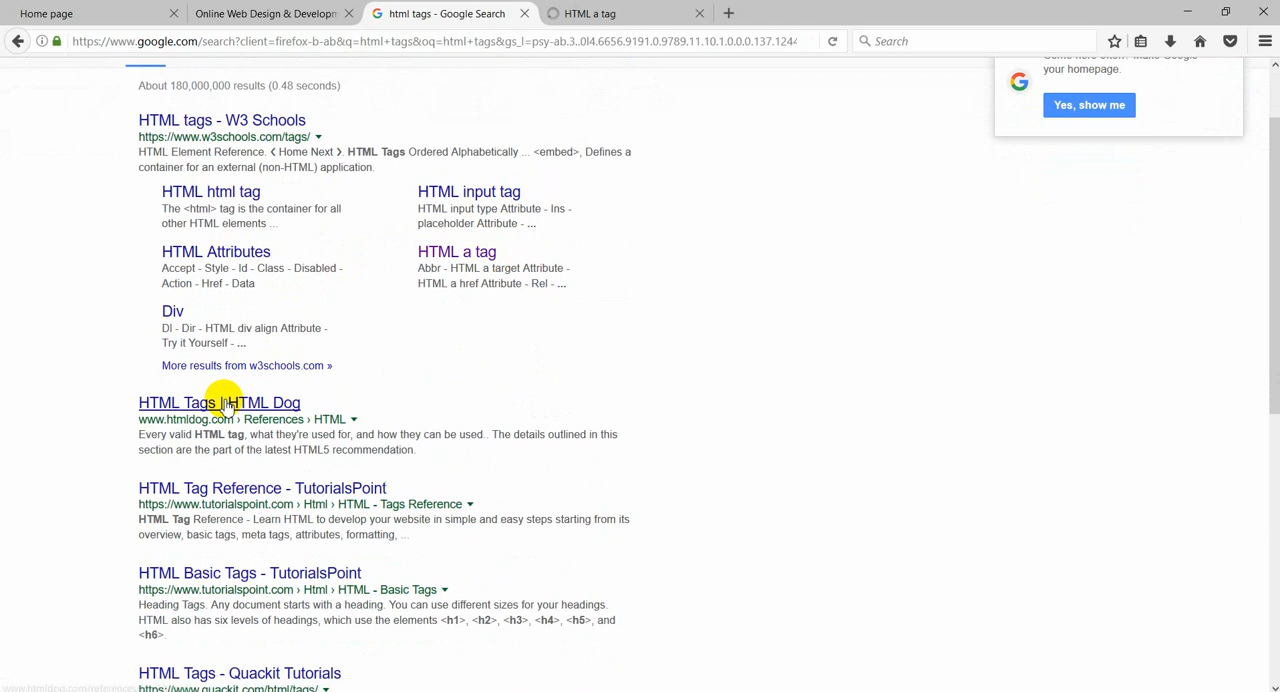 Home page
Online Web Design & Developm
html tags - Google Search
HTML a tag
https://www.google.com/search?client=firefox-b-ab&q=html+tags&oq=html+tags&gs_l=psy-ab.3..0l4.6656.9191.0.9789.11.10.1.0.0.0.137.1244
Search
your homepage.
Yes, show me
About 180,000,000 results (0.48 seconds)
HTML tags - W3 Schools
https://www.w3schools.com/tags/
HTML Element Reference. ❮ Home Next ❯. HTML Tags Ordered Alphabetically ... <embed>, Defines a
container for an external (non-HTML) application.
HTML html tag
The <html> tag is the container for all
other HTML elements ...
HTML input tag
HTML input type Attribute - Ins -
placeholder Attribute - ...
HTML Attributes
Accept - Style - Id - Class - Disabled -
Action - Href - Data
HTML a tag
Abbr - HTML a target Attribute -
HTML a href Attribute - Rel - ...
Div
Dl - Dir - HTML div align Attribute -
Try it Yourself - ...
More results from w3schools.com »
HTML Tags | HTML Dog
www.htmldog.com › References › HTML
Every valid HTML tag, what they're used for, and how they can be used.. The details outlined in this
section are the part of the latest HTML5 recommendation.
HTML Tag Reference - TutorialsPoint
https://www.tutorialspoint.com › Html › HTML - Tags Reference
HTML Tag Reference - Learn HTML to develop your website in simple and easy steps starting from its
overview, basic tags, meta tags, attributes, formatting, ...
HTML Basic Tags - TutorialsPoint
https://www.tutorialspoint.com › Html › HTML - Basic Tags
Heading Tags. Any document starts with a heading. You can use different sizes for your headings.
HTML also has six levels of headings, which use the elements <h1>, <h2>, <h3>, <h4>, <h5>, and
<h6>.
HTML Tags - Quackit Tutorials
https://www.quackit.com/html/tags/